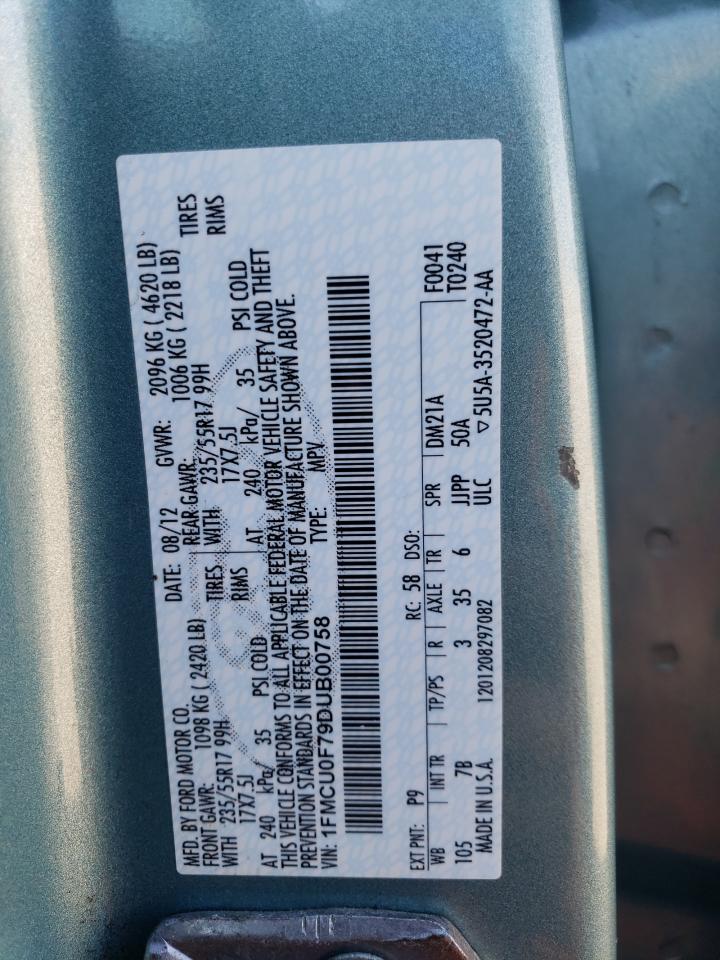 MFD. BY FORD MOTOR CO. DATE: 08/12 GVWR: 2096 KG ( 4620 LB)
FRONT GAWR: 1098 KG ( 2420 LB) REAR GAWR: 1006 KG ( 2218 LB)
WITH 235/55R17 99H TIRES WITH 235/55R17 99H TIRES
17X7.5J RIMS 17X7.5J RIMS
AT 240 kPa/ 35 PSI COLD AT 240 kPa/ 35 PSI COLD
THIS VEHICLE CONFORMS TO ALL APPLICABLE FEDERAL MOTOR VEHICLE SAFETY AND THEFT
PREVENTION STANDARDS IN EFFECT ON THE DATE OF MANUFACTURE SHOWN ABOVE.
VIN: 1FMCU0F79DUB00758 TYPE: MPV
F0041
EXT PNT: P9 RC: 58 DSO: T0240
WB INT TR TP/PS R AXLE TR SPR DM21A
105 7B 3 35 6 JJPP 50A
MADE IN U.S.A. 1201208297082 ULC ▽5U5A-3520472-AA